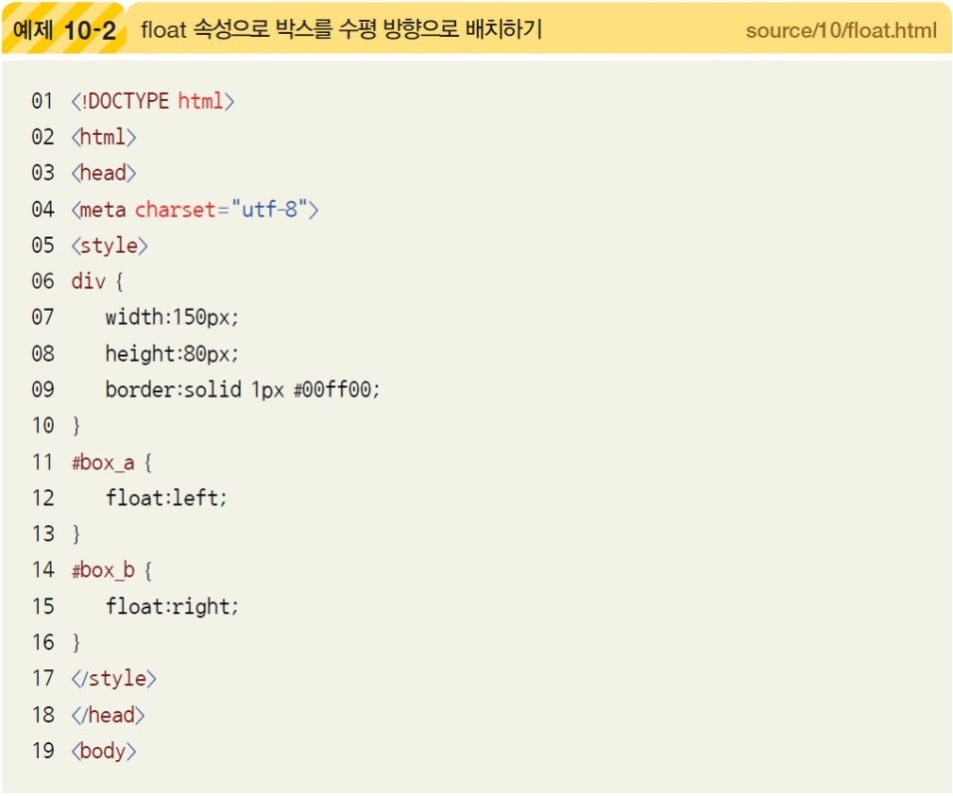 예제 10-2 float 속성으로 박스를 수평 방향으로 배치하기 source/10/float.html
01 <!DOCTYPE html>
02 <html>
03 <head>
04 <meta charset="utf-8">
05 <style>
06 div {
07 width:150px;
08 height:80px;
09 border:solid 1px #00ff00;
10 }
11 #box_a {
12 float:left;
13 }
14 #box_b {
15 float:right;
16 }
17 </style>
18 </head>
19 <body>